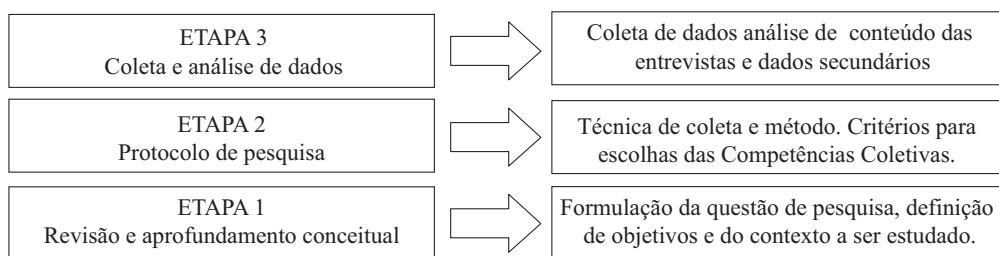 ETAPA 3
Coleta e análise de dados
Coleta de dados análise de conteúdo das
entrevistas e dados secundários
ETAPA 2
Protocolo de pesquisa
Técnica de coleta e método. Critérios para
escolhas das Competências Coletivas.
ETAPA 1
Revisão e aprofundamento conceitual
Formulação da questão de pesquisa, definição
de objetivos e do contexto a ser estudado.